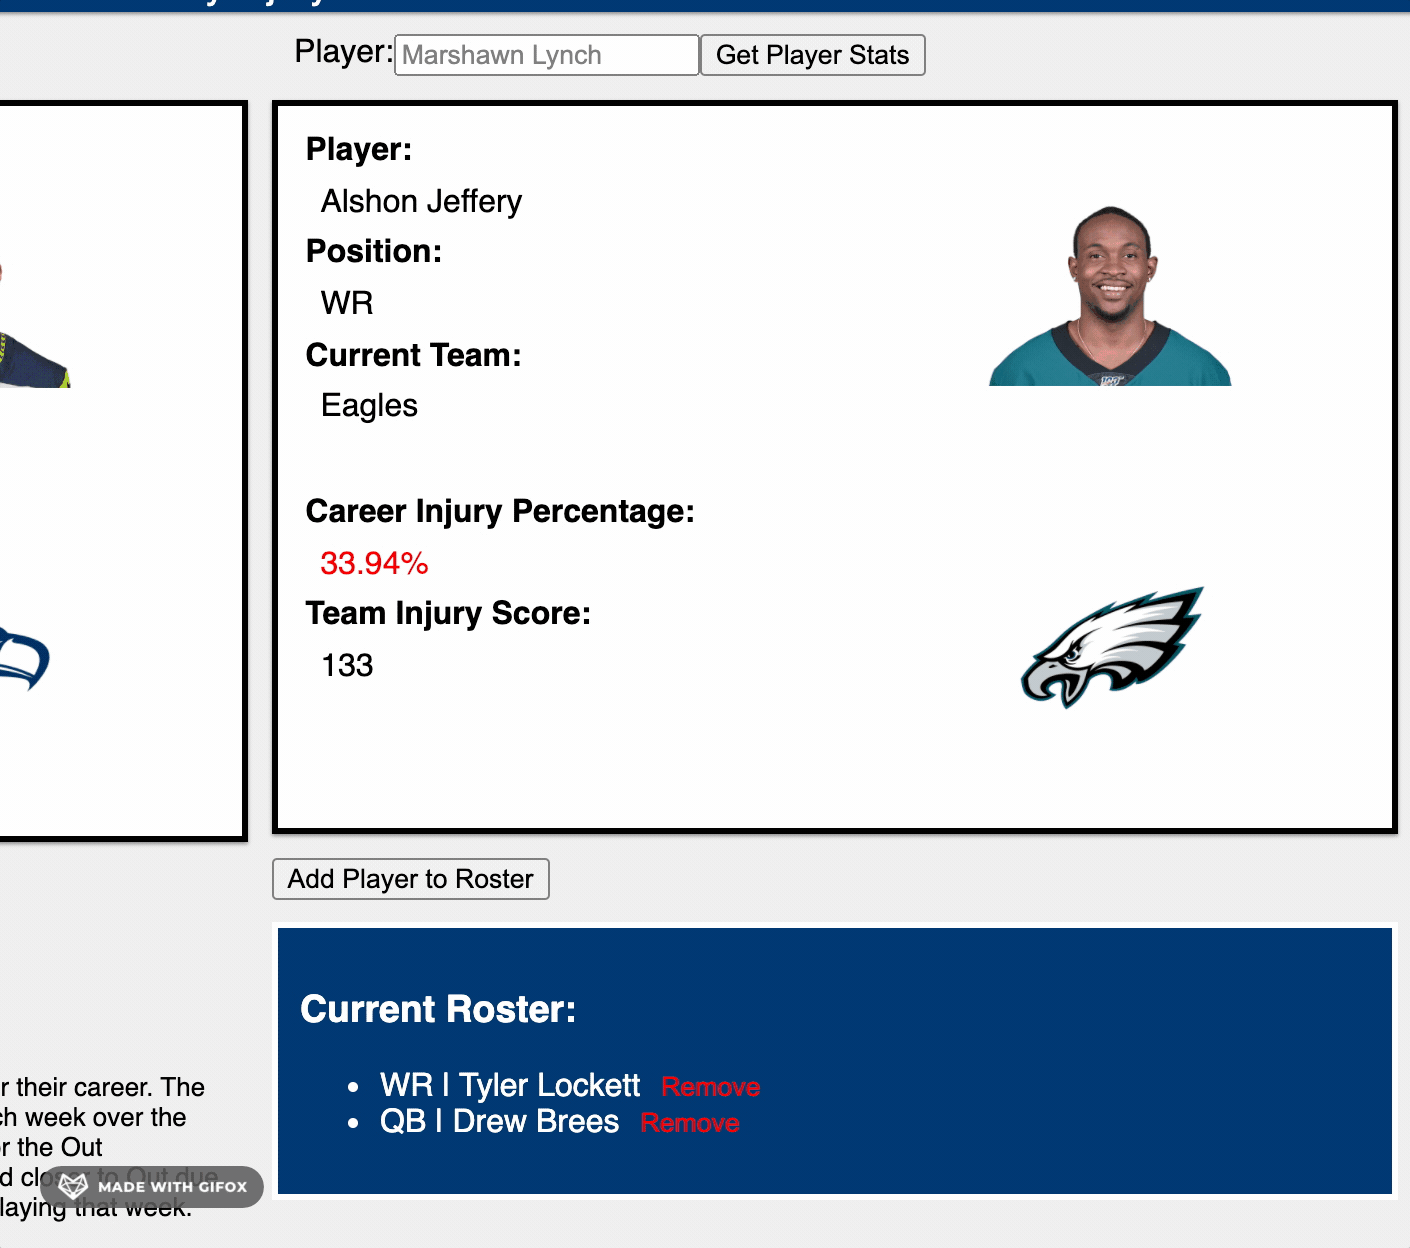 Player: Marshawn Lynch Get Player Stats
Player:
Alshon Jeffery
Position:
WR
Current Team:
Eagles
Career Injury Percentage:
33.94%
Team Injury Score:
133
Add Player to Roster
Current Roster:
• WR | Tyler Lockett Remove
• QB | Drew Brees Remove
r their career. The
ch week over the
or the Out
d closer to Out due
laying that week.
MADE WITH GIFOX